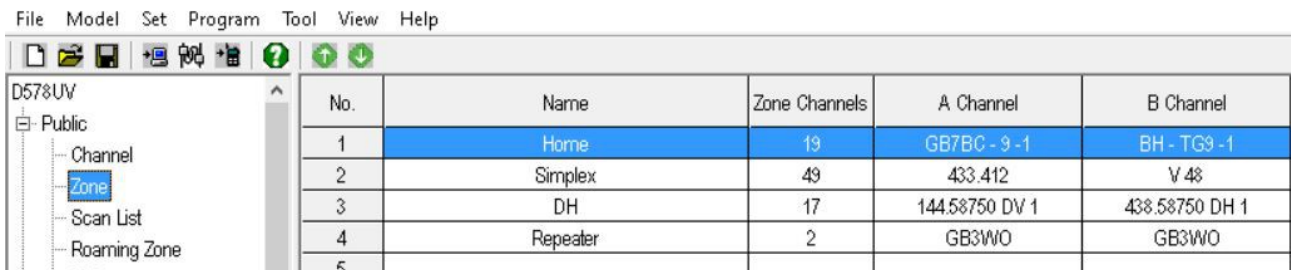 File Model Set Program Tool View Help
D578UV
Public
Channel
Zone
Scan List
Roaming Zone
No. Name Zone Channels A Channel B Channel
1 Home 19 GB7BC - 9 -1 BH - TG9 -1
2 Simplex 49 433.412 V 48
3 DH 17 144.58750 DV 1 438.58750 DH 1
4 Repeater 2 GB3WO GB3WO
5